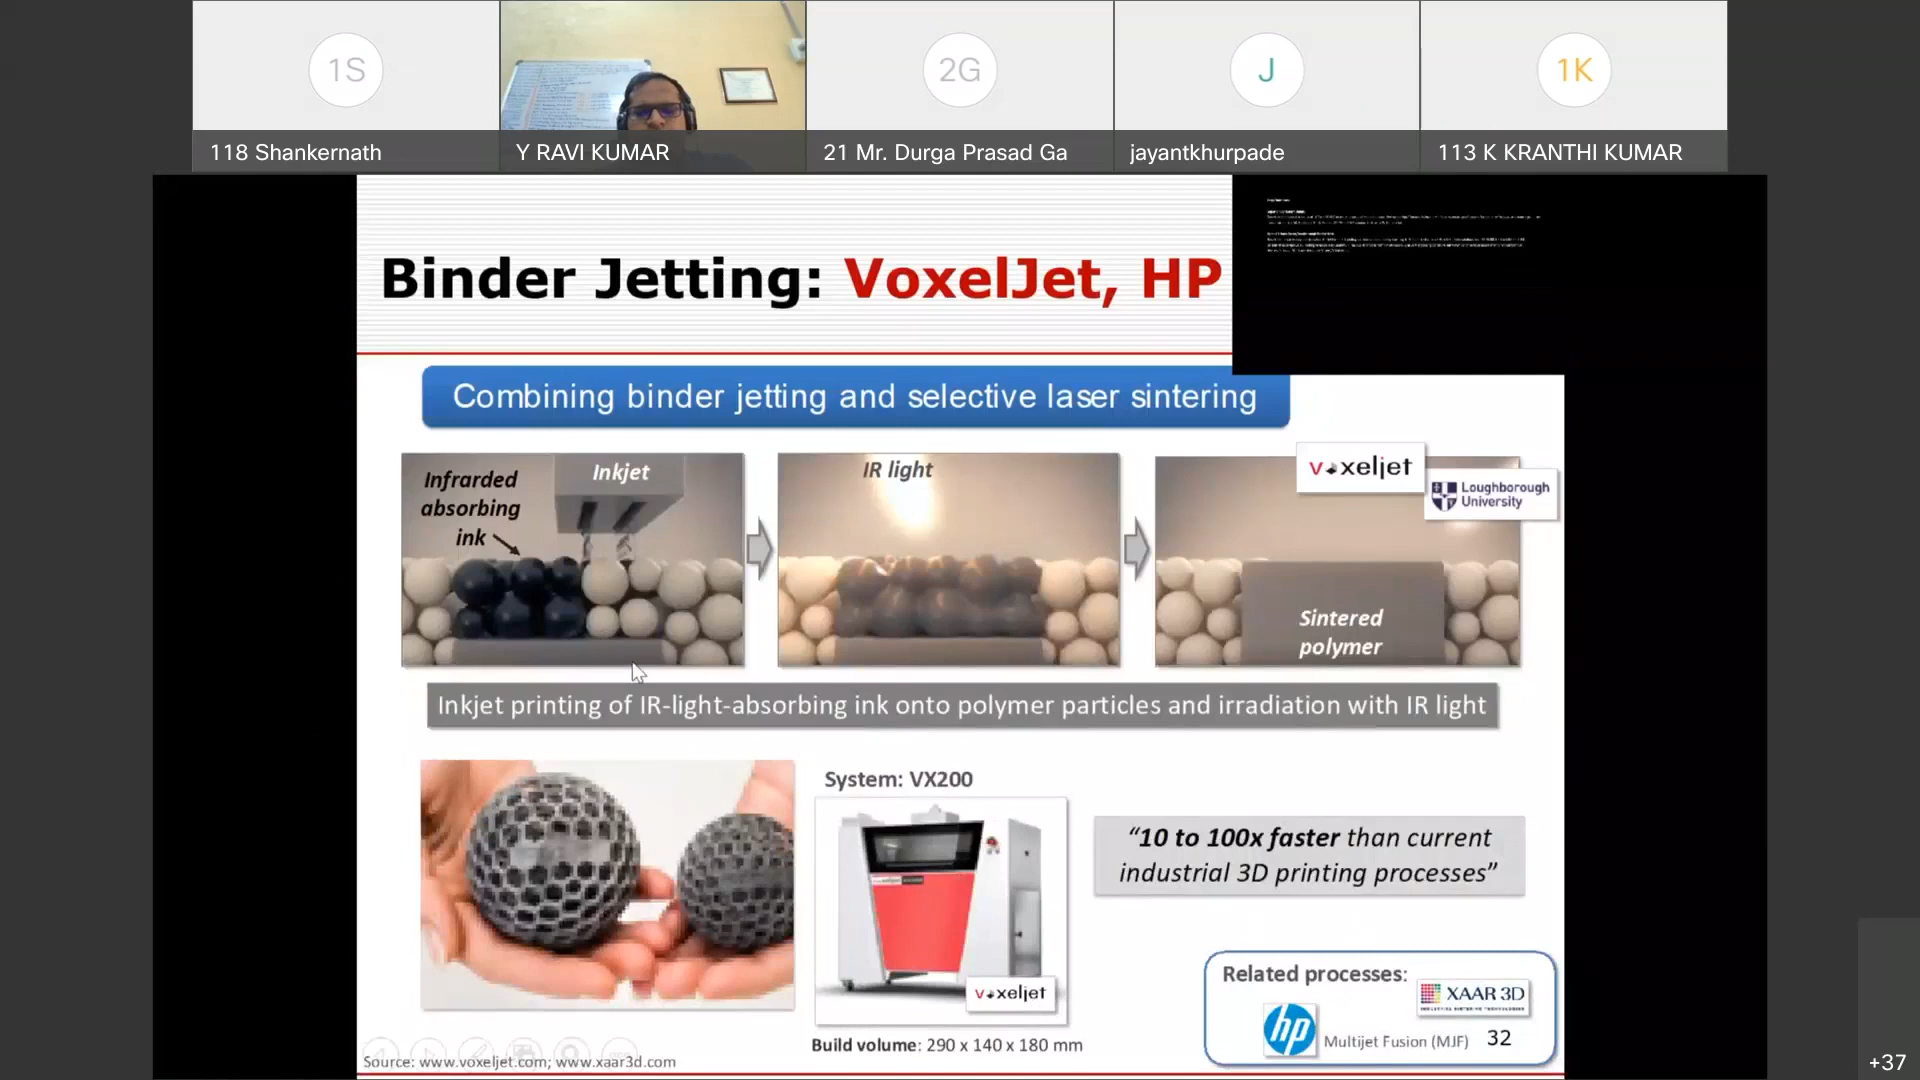 1S
2G
J
1K
118 Shankernath
Y RAVI KUMAR
21 Mr. Durga Prasad Ga
jayantkhurpade
113 K KRANTHI KUMAR
Binder Jetting: VoxelJet, HP
Combining binder jetting and selective laser sintering
Infrarded
absorbing
ink
Inkjet
IR light
voxeljet
Loughborough
University
Sintered
polymer
Inkjet printing of IR-light-absorbing ink onto polymer particles and irradiation with IR light
System: VX200
voxeljet
Build volume: 290 x 140 x 180 mm
“10 to 100x faster than current
industrial 3D printing processes”
Related processes:
XAAR 3D
hp
Multijet Fusion (MJF)
32
Source: www.voxeljet.com; www.xaar3d.com
+37